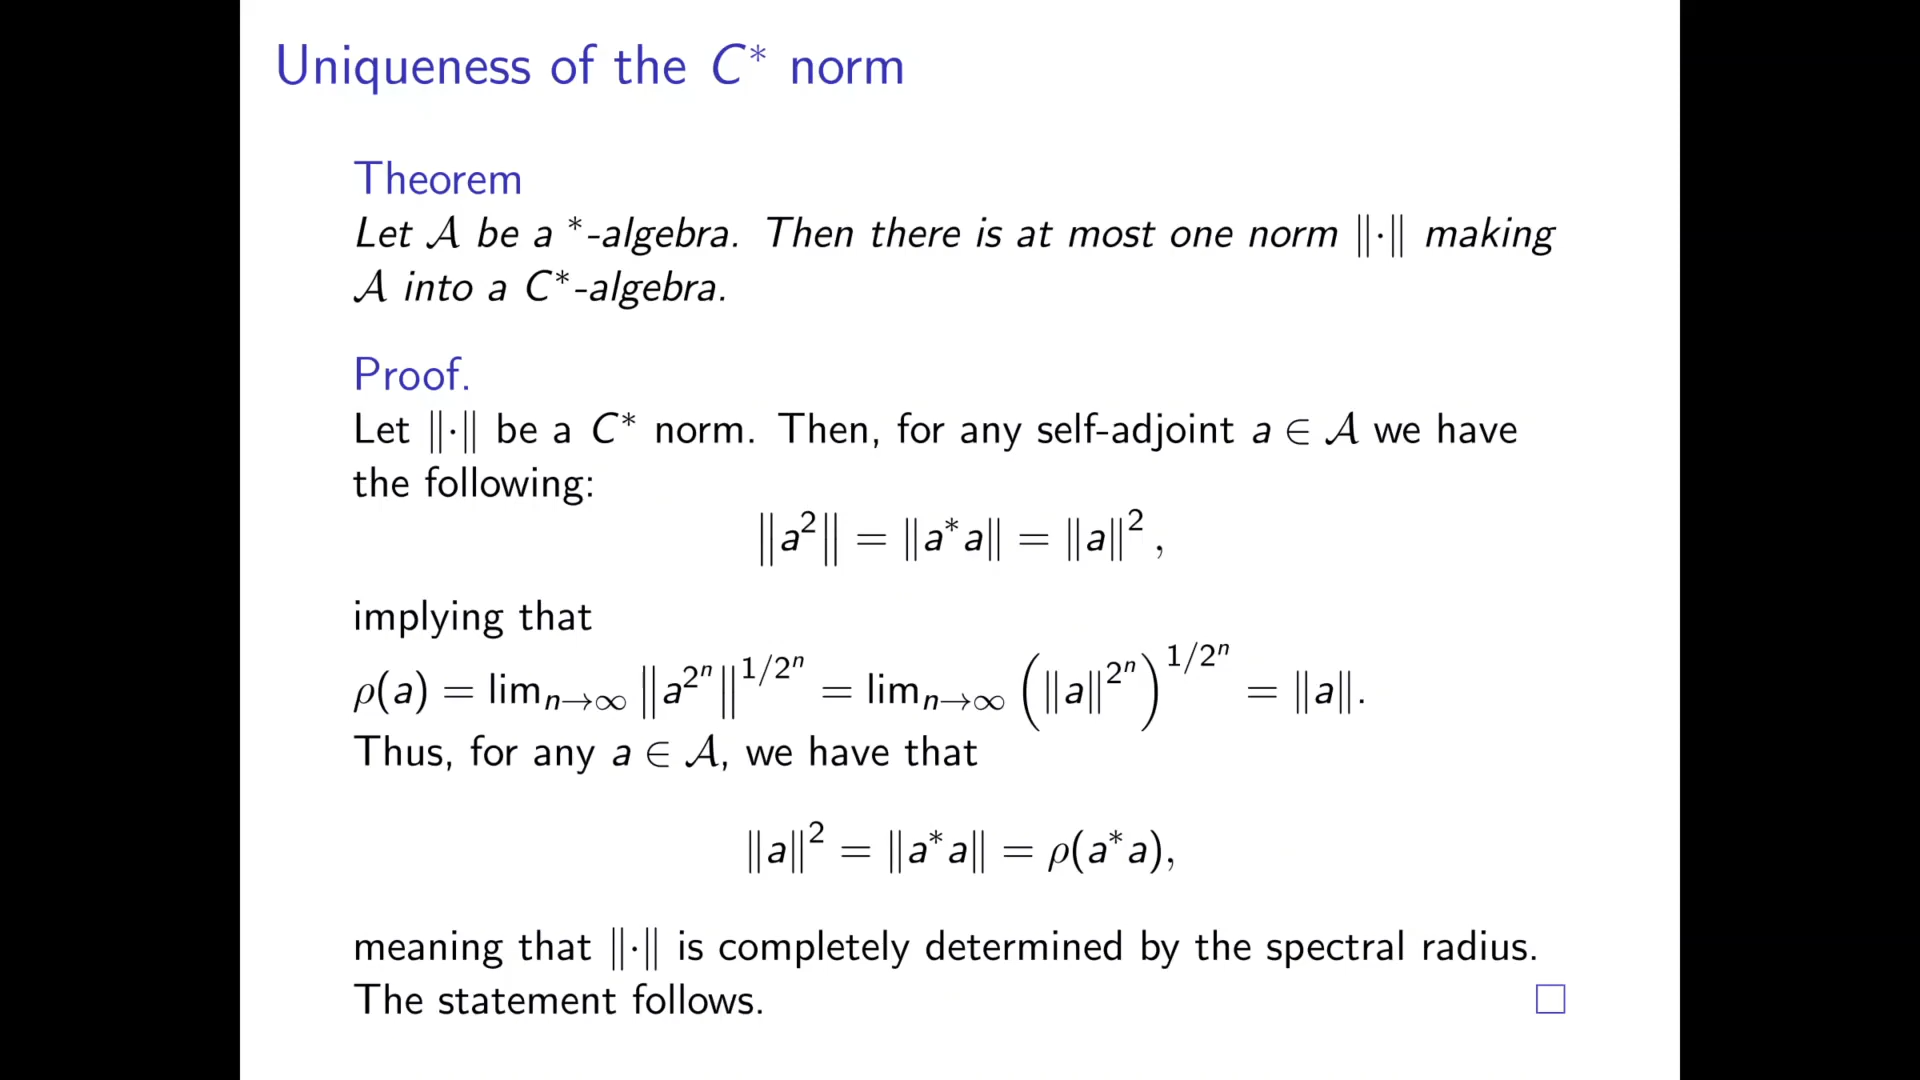 Uniqueness of the C* norm
Theorem
Let 𝒜 be a *-algebra. Then there is at most one norm ‖·‖ making
𝒜 into a C*-algebra.
Proof.
Let ‖·‖ be a C* norm. Then, for any self-adjoint a ∈ 𝒜 we have
the following:
‖a²‖ = ‖a*a‖ = ‖a‖²,
implying that
ρ(a) = lim_{n→∞} ‖a^{2^n}‖^{1/2^n} = lim_{n→∞} (‖a‖^{2^n})^{1/2^n} = ‖a‖.
Thus, for any a ∈ 𝒜, we have that
‖a‖² = ‖a*a‖ = ρ(a*a),
meaning that ‖·‖ is completely determined by the spectral radius.
The statement follows. □